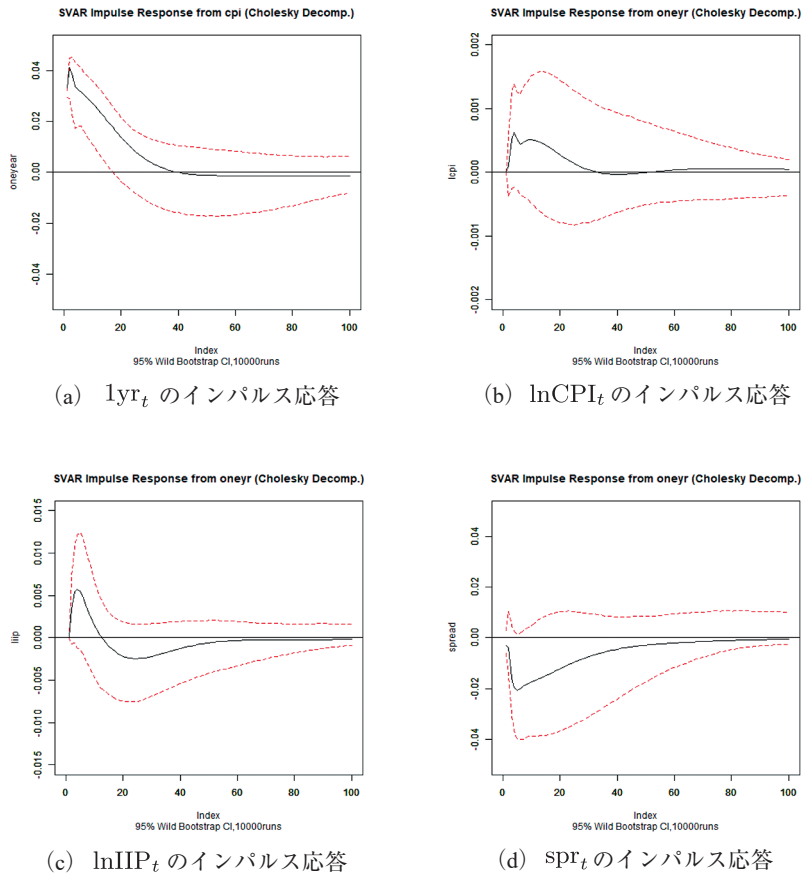 SVAR Impulse Response from cpi (Cholesky Decomp.)
oneyear
0.04
0.02
0.00
-0.02
-0.04
0 20 40 60 80 100
Index
95% Wild Bootstrap CI,10000runs
(a) 1yr_t のインパルス応答
SVAR Impulse Response from oneyr (Cholesky Decomp.)
lcpi
0.002
0.001
0.000
-0.001
-0.002
0 20 40 60 80 100
Index
95% Wild Bootstrap CI,10000runs
(b) lnCPI_t のインパルス応答
SVAR Impulse Response from oneyr (Cholesky Decomp.)
liip
0.015
0.010
0.005
0.000
-0.005
-0.010
-0.015
0 20 40 60 80 100
Index
95% Wild Bootstrap CI,10000runs
(c) lnIIP_t のインパルス応答
SVAR Impulse Response from oneyr (Cholesky Decomp.)
spread
0.04
0.02
0.00
-0.02
-0.04
0 20 40 60 80 100
Index
95% Wild Bootstrap CI,10000runs
(d) spr_t のインパルス応答